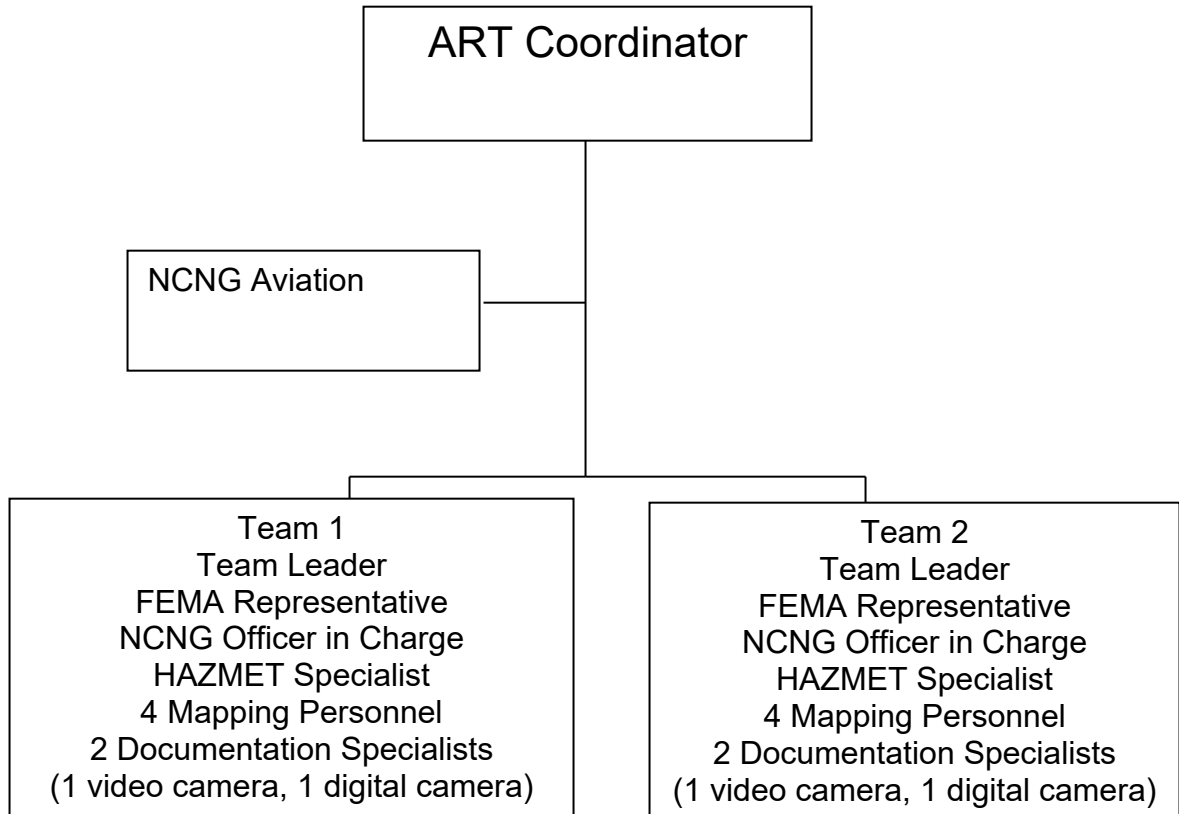 ART Coordinator
NCNG Aviation
Team 1
Team Leader
FEMA Representative
NCNG Officer in Charge
HAZMET Specialist
4 Mapping Personnel
2 Documentation Specialists
(1 video camera, 1 digital camera)
Team 2
Team Leader
FEMA Representative
NCNG Officer in Charge
HAZMET Specialist
4 Mapping Personnel
2 Documentation Specialists
(1 video camera, 1 digital camera)